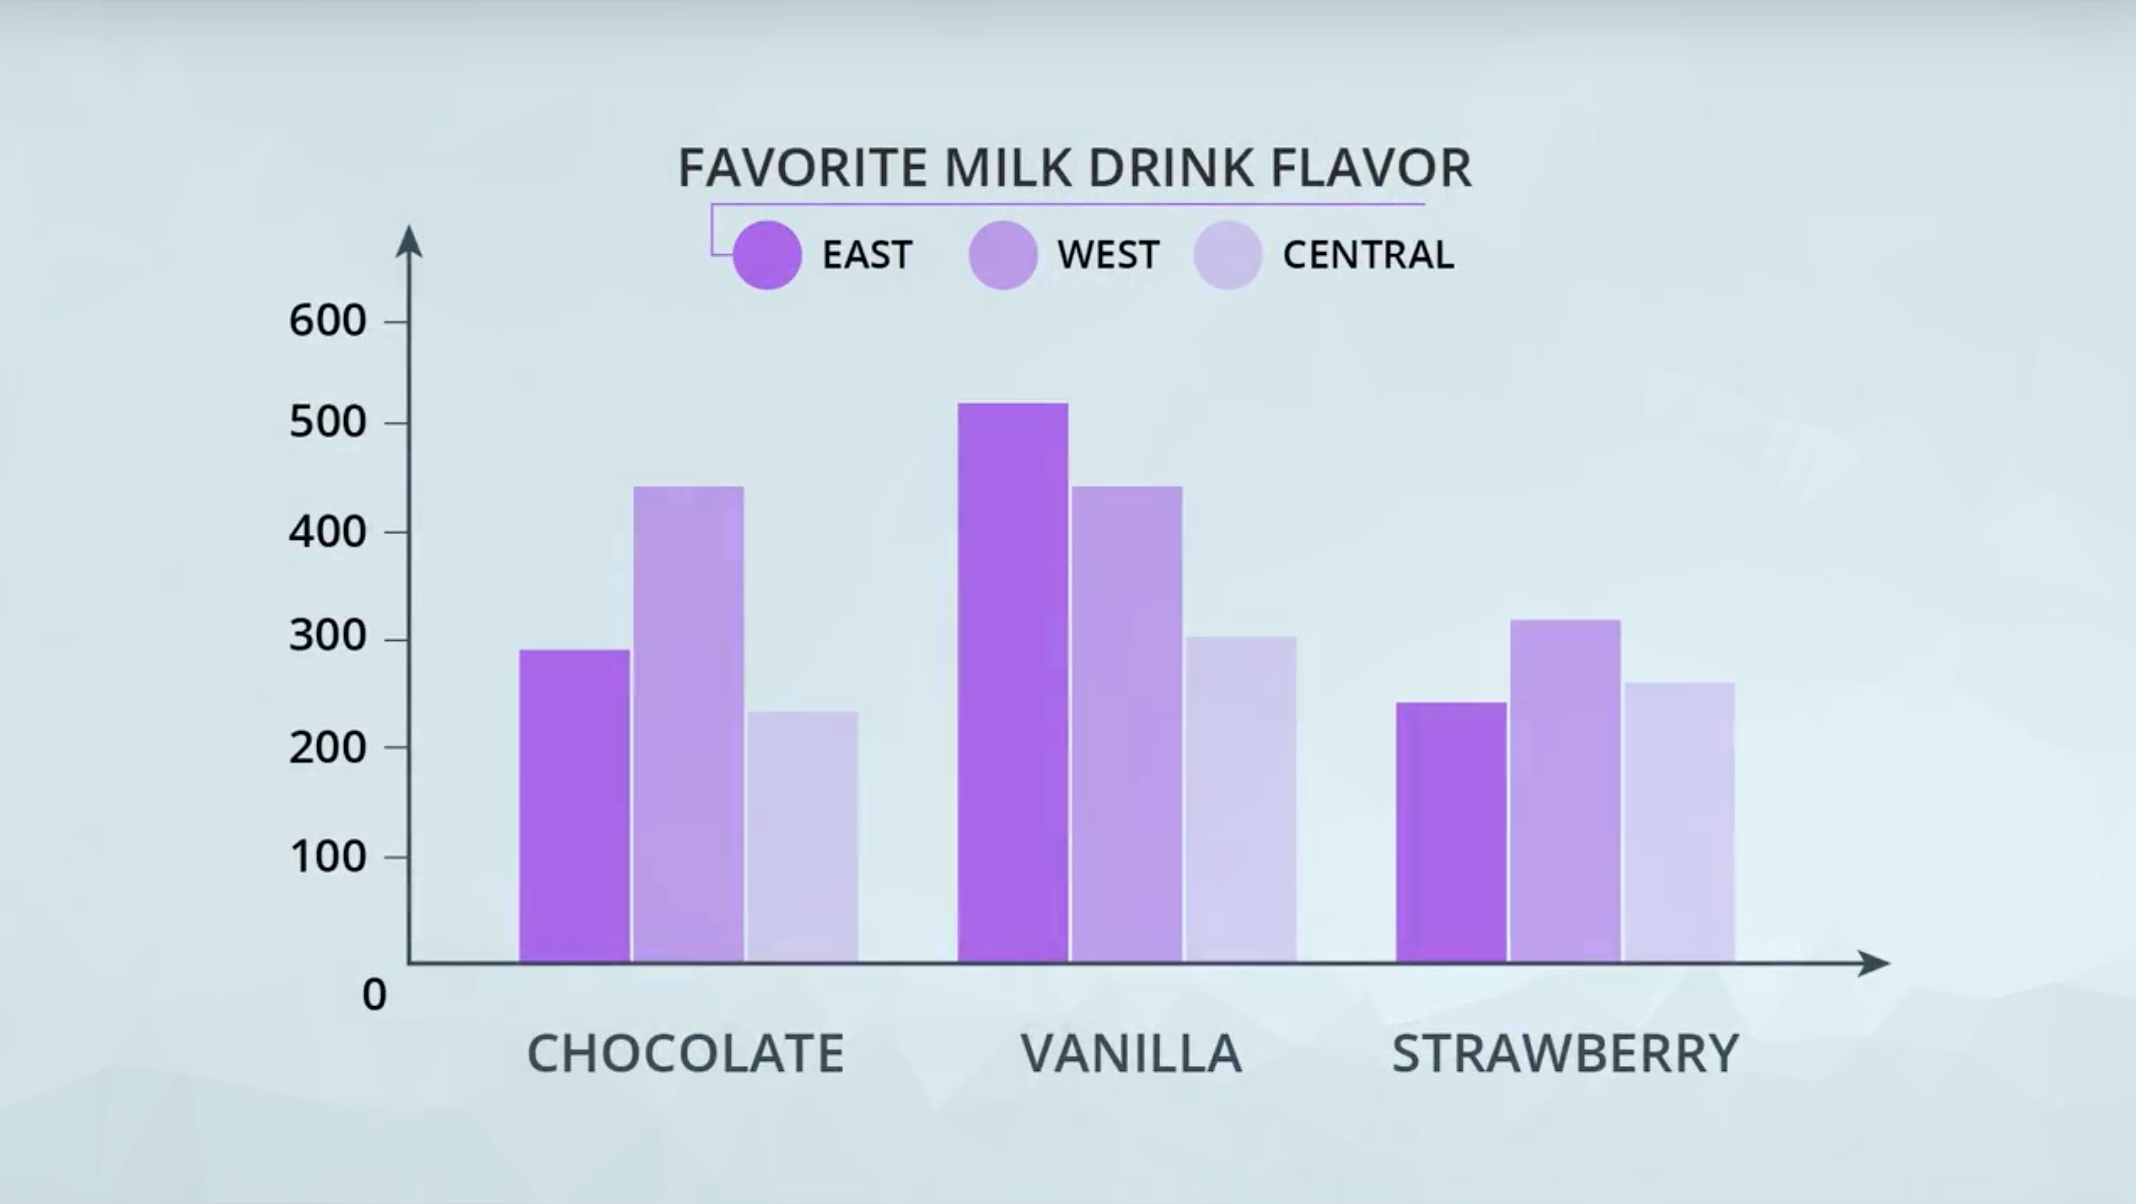 FAVORITE MILK DRINK FLAVOR
EAST WEST CENTRAL
600
500
400
300
200
100
0
CHOCOLATE VANILLA STRAWBERRY